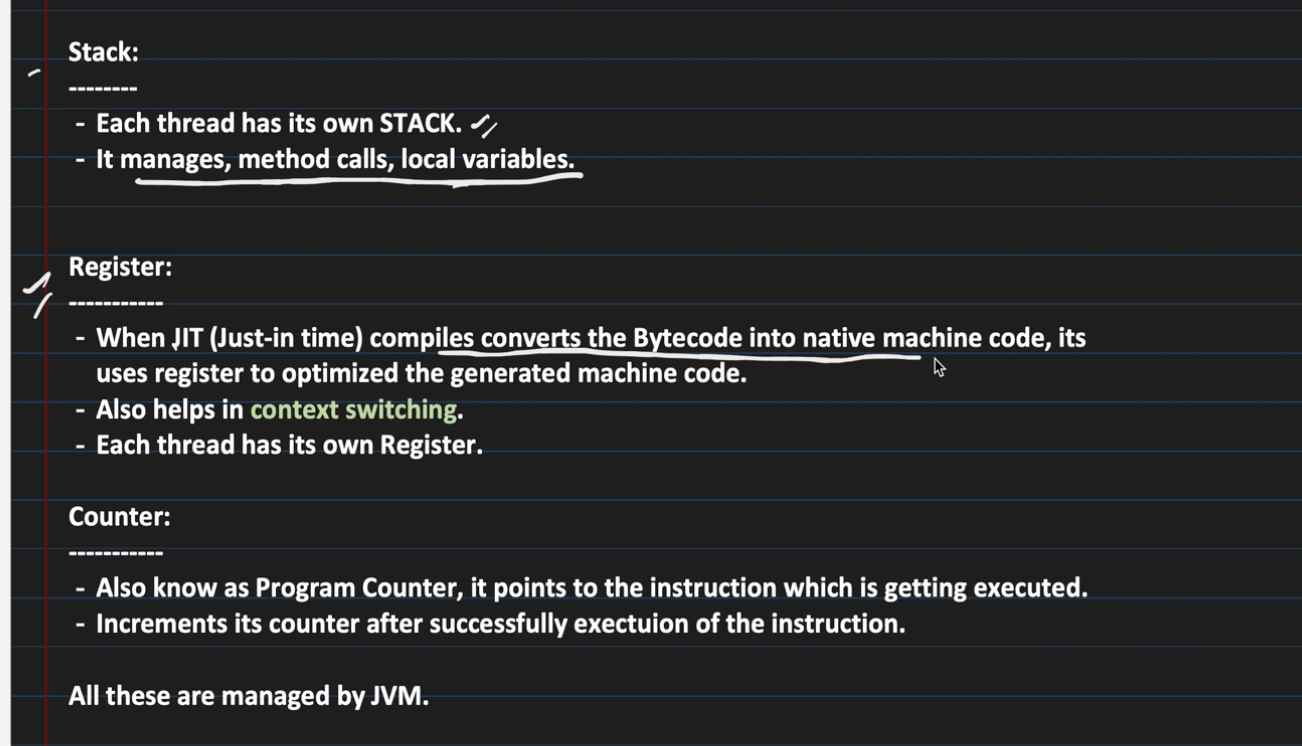 Stack:
--------
- Each thread has its own STACK.
- It manages, method calls, local variables.
Register:
-----------
- When JIT (Just-in time) compiles converts the Bytecode into native machine code, its
uses register to optimized the generated machine code.
- Also helps in context switching.
- Each thread has its own Register.
Counter:
-----------
- Also know as Program Counter, it points to the instruction which is getting executed.
- Increments its counter after successfully exectuion of the instruction.
All these are managed by JVM.